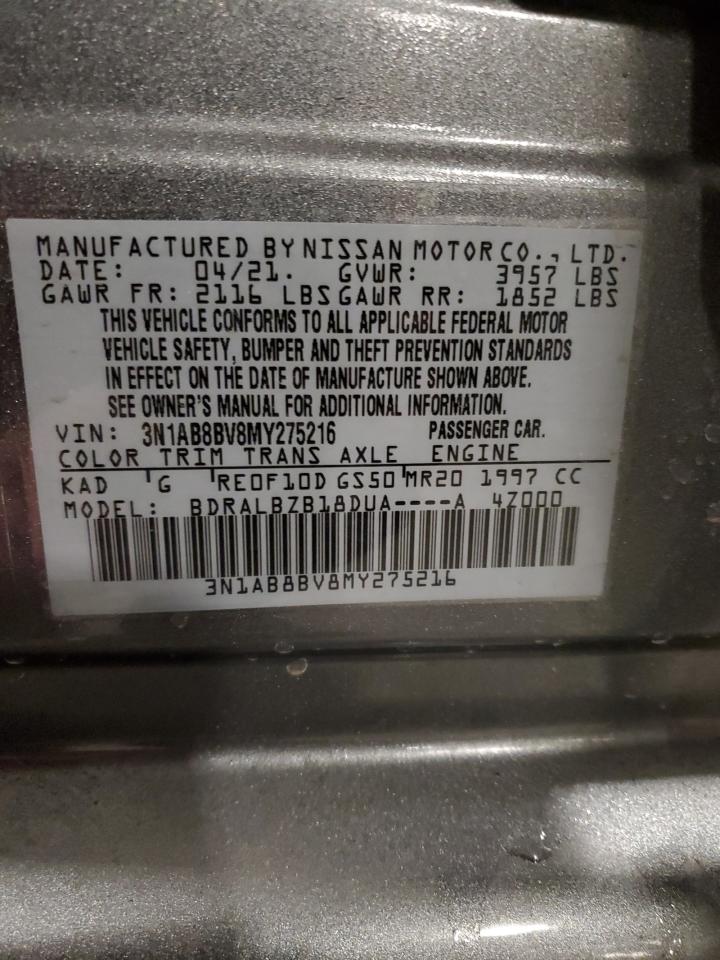 MANUFACTURED BY NISSAN MOTOR CO., LTD.
DATE: 04/21. GVWR: 3957 LBS
GAWR FR: 2116 LBS GAWR RR: 1852 LBS
THIS VEHICLE CONFORMS TO ALL APPLICABLE FEDERAL MOTOR
VEHICLE SAFETY, BUMPER AND THEFT PREVENTION STANDARDS
IN EFFECT ON THE DATE OF MANUFACTURE SHOWN ABOVE.
SEE OWNER'S MANUAL FOR ADDITIONAL INFORMATION.
VIN: 3N1AB8BV8MY275216 PASSENGER CAR.
COLOR TRIM TRANS AXLE ENGINE
KAD G RE0F10D GS50 MR20 1997 CC
MODEL: BDRALBZB18DUA----A 4Z000
3N1AB8BV8MY275216